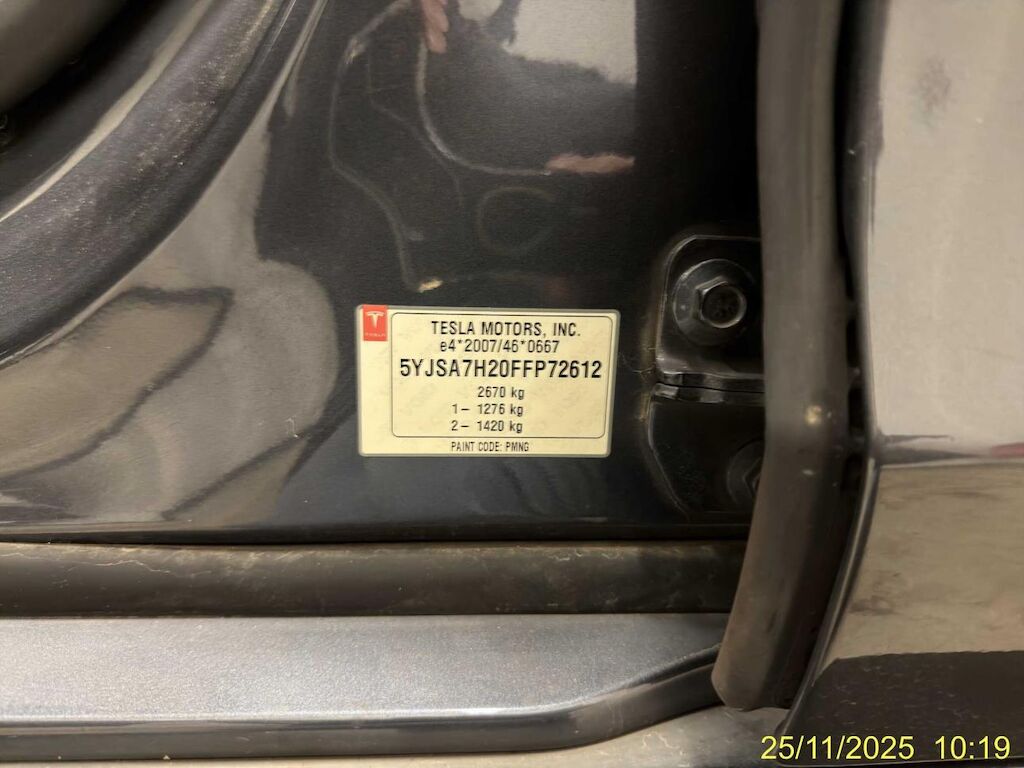 TESLA
TESLA MOTORS, INC.
e4*2007/46*0667
5YJSA7H20FFP72612
2670 kg
1– 1276 kg
2– 1420 kg
PAINT CODE: PMNG
25/11/2025 10:19